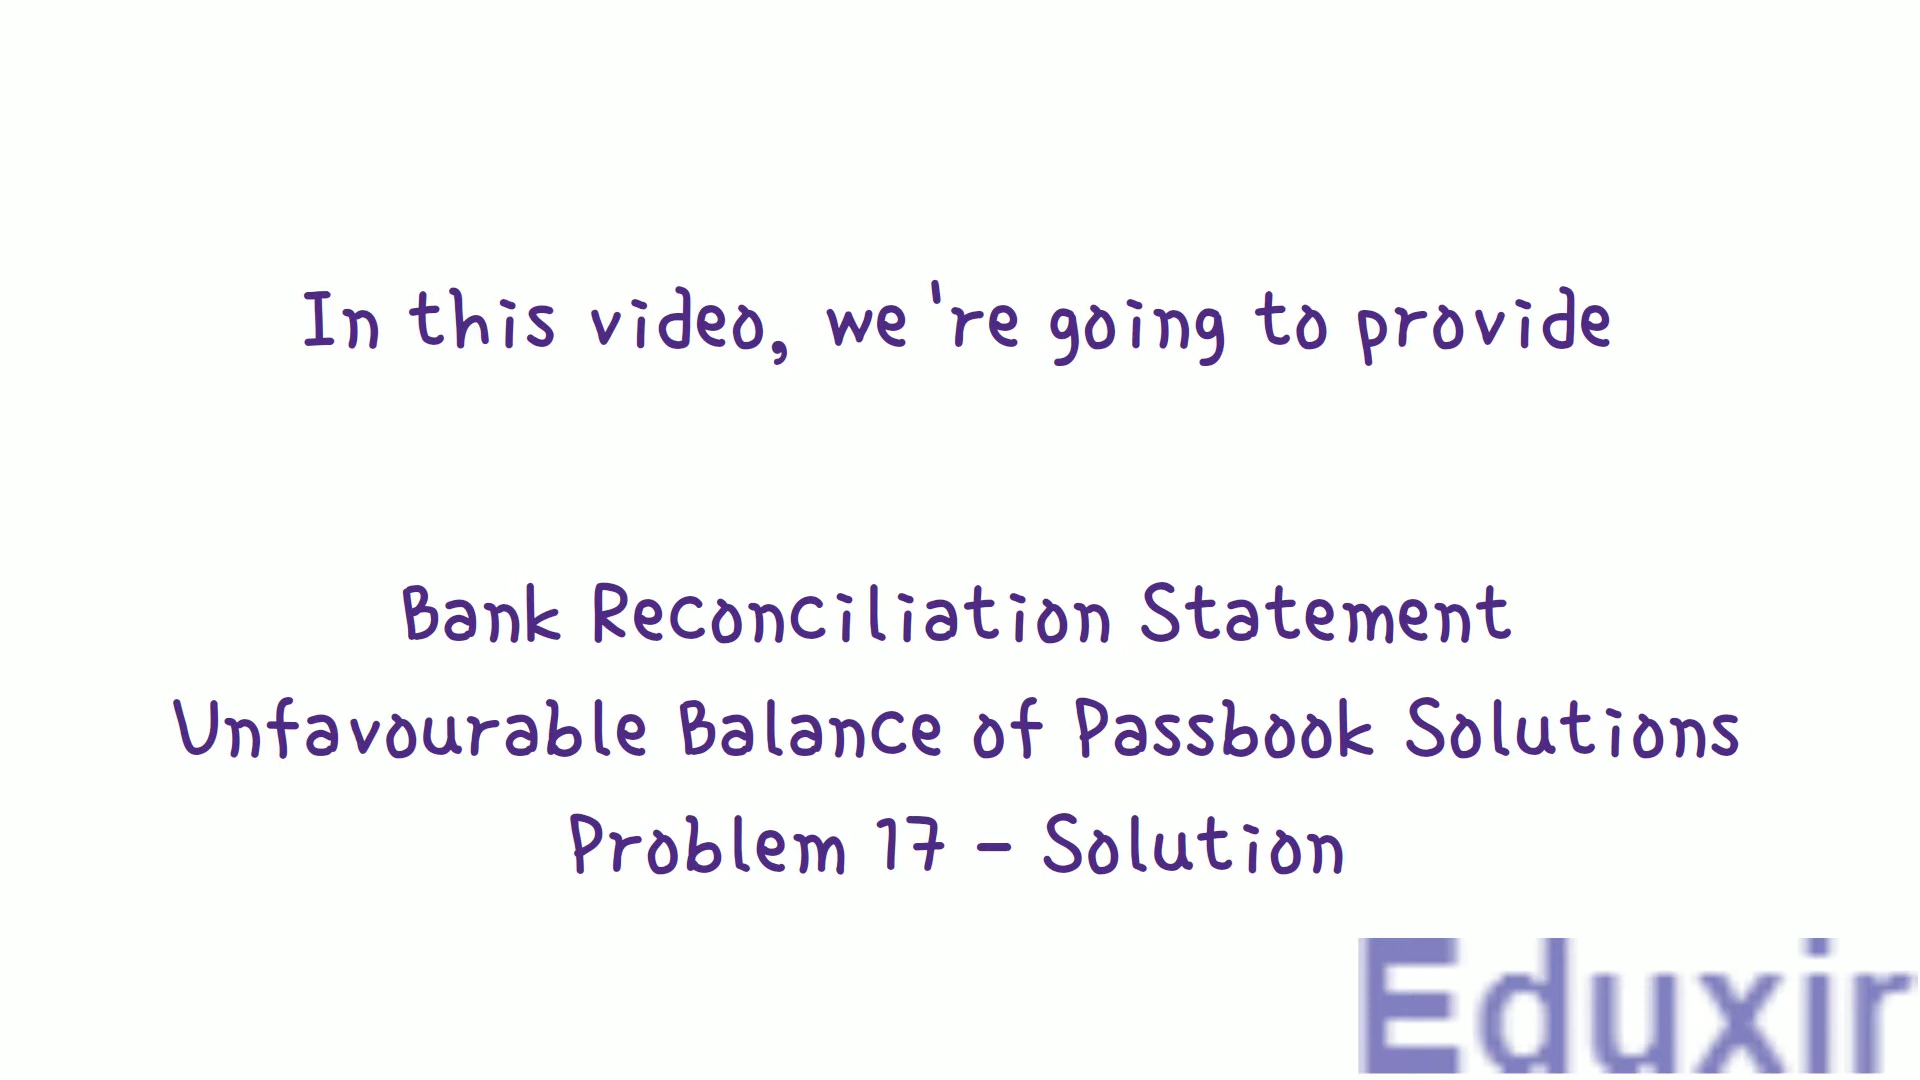 In this video, we're going to provide
Bank Reconciliation Statement
Unfavourable Balance of Passbook Solutions
Problem 17 - Solution
Eduxir